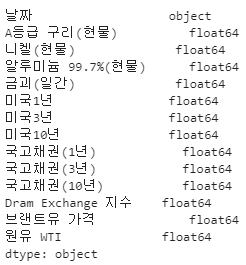 날짜 object
A등급 구리(현물) float64
니켈(현물) float64
알루미늄 99.7%(현물) float64
금괴(일간) float64
미국1년 float64
미국3년 float64
미국10년 float64
국고채권(1년) float64
국고채권(3년) float64
국고채권(10년) float64
Dram Exchange 지수 float64
브랜트유 가격 float64
원유 WTI float64
dtype: object